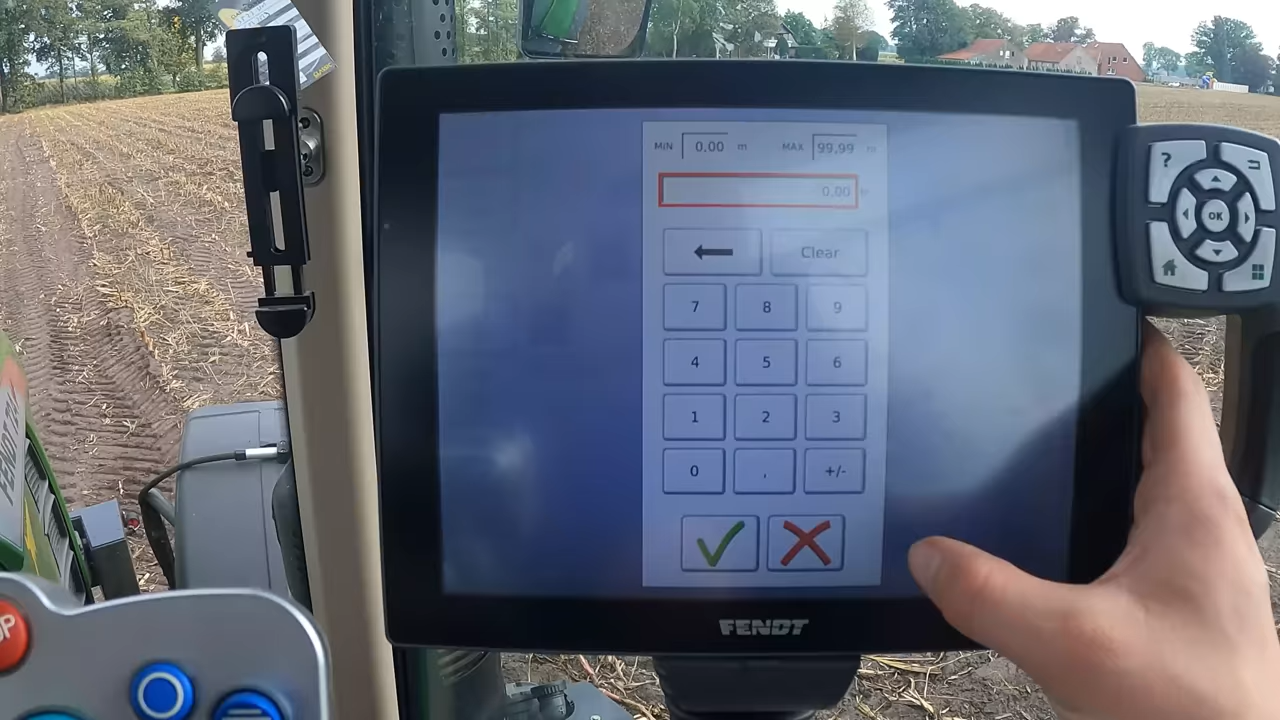 MIN 0.00 m MAX 99,99 m
0.00
Clear
7 8 9
4 5 6
1 2 3
0 , +/-
FENDT
?
OK
FENDT